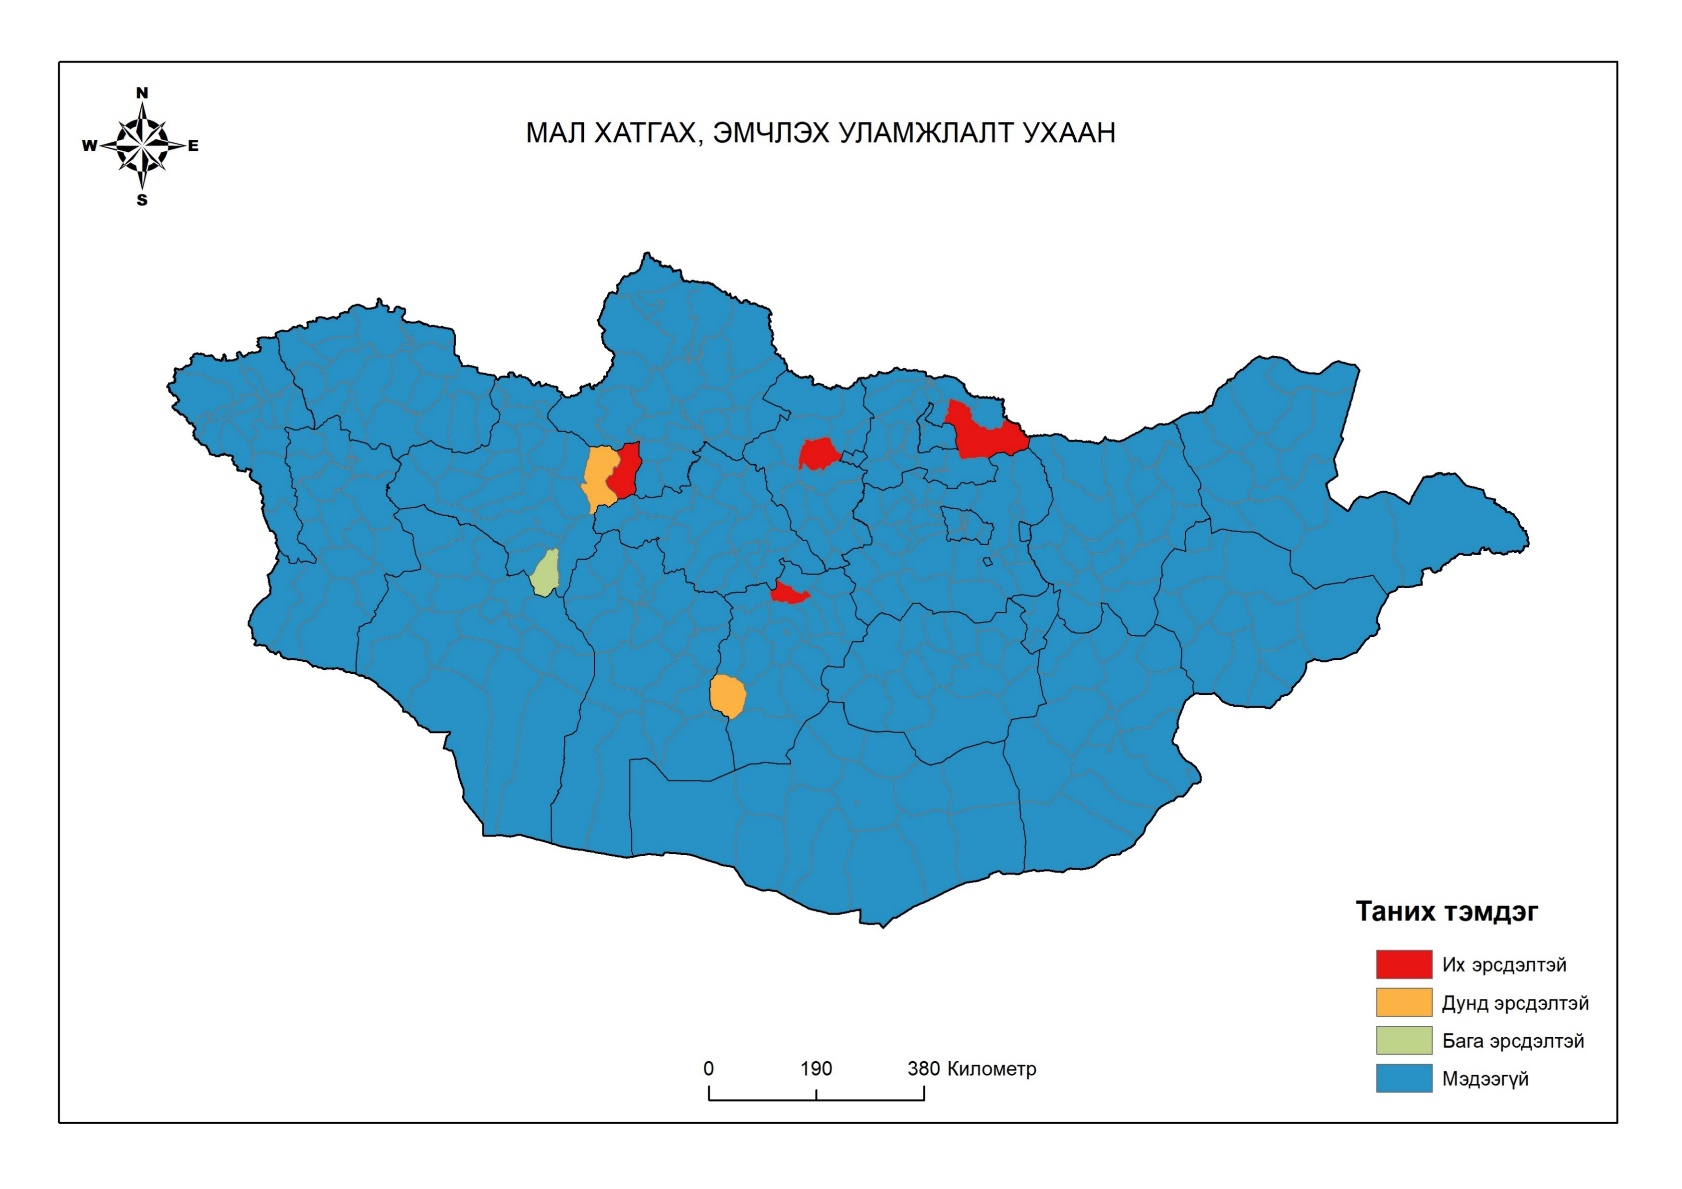 N
W E
S
МАЛ ХАТГАХ, ЭМЧЛЭХ УЛАМЖЛАЛТ УХААН
Таних тэмдэг
Их эрсдэлтэй
Дунд эрсдэлтэй
Бага эрсдэлтэй
Мэдээгүй
0 190 380 Километр